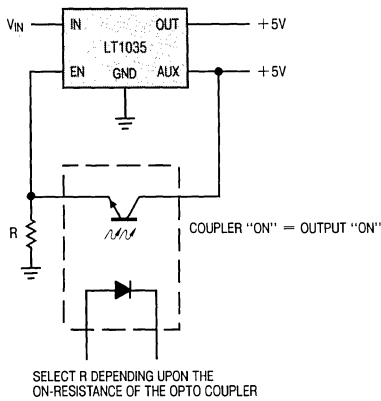 VIN
IN
OUT
+5V
LT1035
EN
GND
AUX
+5V
R
COUPLER "ON" = OUTPUT "ON"
SELECT R DEPENDING UPON THE
ON-RESISTANCE OF THE OPTO COUPLER